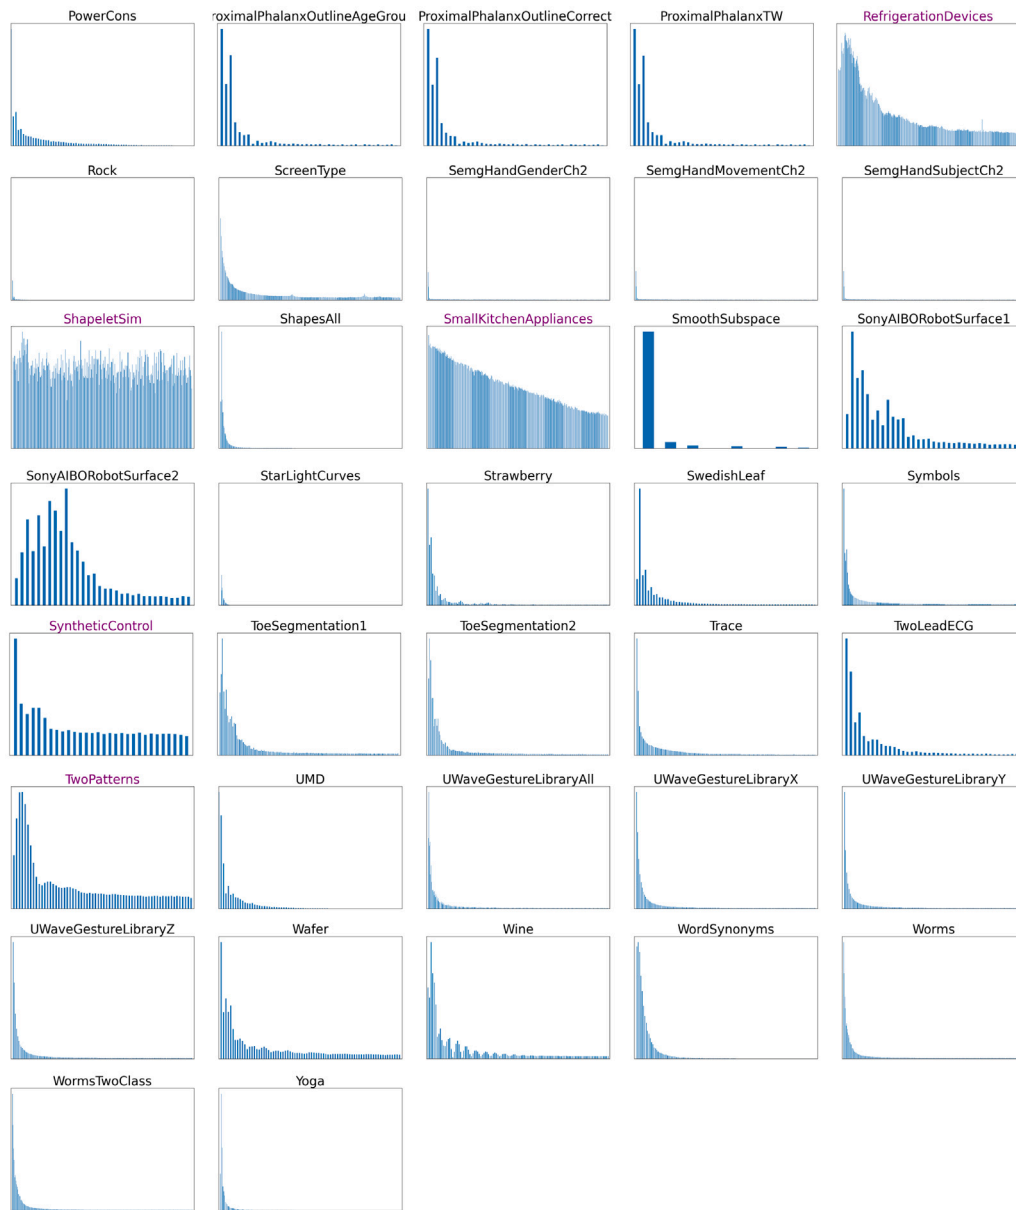 PowerCons
roximalPhalanxOutlineAgeGrou
ProximalPhalanxOutlineCorrect
ProximalPhalanxTW
RefrigerationDevices
Rock
ScreenType
SemgHandGenderCh2
SemgHandMovementCh2
SemgHandSubjectCh2
ShapeletSim
ShapesAll
SmallKitchenAppliances
SmoothSubspace
SonyAIBORobotSurface1
SonyAIBORobotSurface2
StarLightCurves
Strawberry
SwedishLeaf
Symbols
SyntheticControl
ToeSegmentation1
ToeSegmentation2
Trace
TwoLeadECG
TwoPatterns
UMD
UWaveGestureLibraryAll
UWaveGestureLibraryX
UWaveGestureLibraryY
UWaveGestureLibraryZ
Wafer
Wine
WordSynonyms
Worms
WormsTwoClass
Yoga